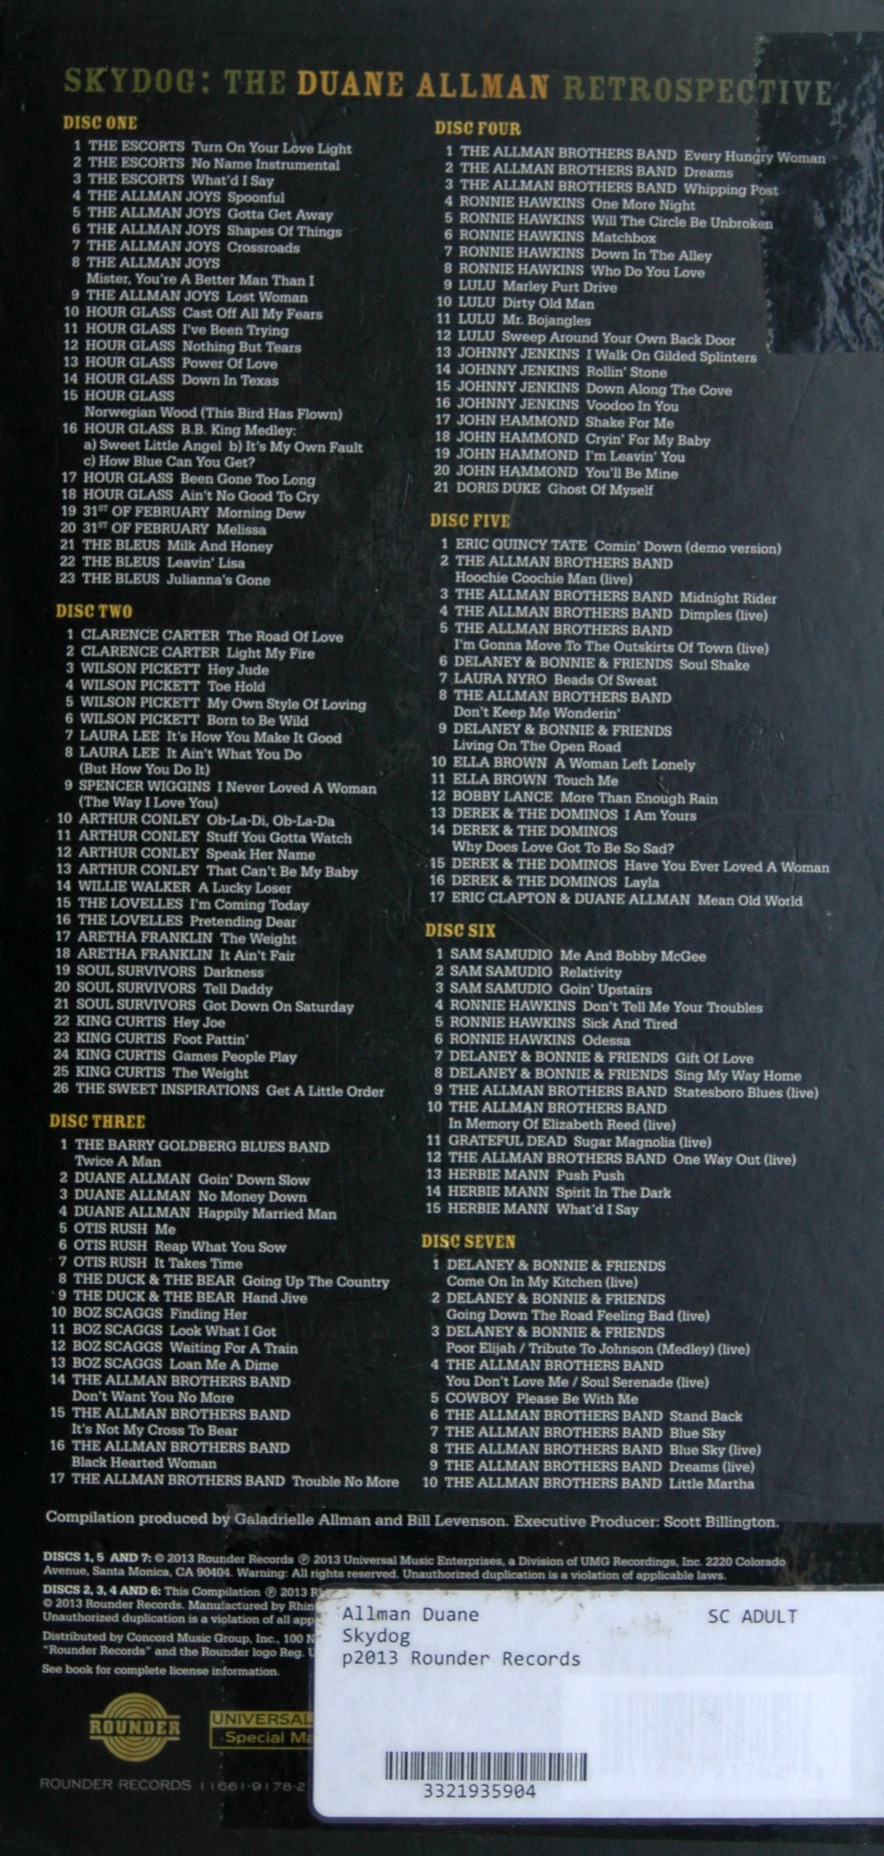 SKYDOG: THE DUANE ALLMAN RETROSPECTIVE
DISC ONE
1 THE ESCORTS Turn On Your Love Light
2 THE ESCORTS No Name Instrumental
3 THE ESCORTS What'd I Say
4 THE ALLMAN JOYS Spoonful
5 THE ALLMAN JOYS Gotta Get Away
6 THE ALLMAN JOYS Shapes Of Things
7 THE ALLMAN JOYS Crossroads
8 THE ALLMAN JOYS
Mister, You're A Better Man Than I
9 THE ALLMAN JOYS Lost Woman
10 HOUR GLASS Cast Off All My Fears
11 HOUR GLASS I've Been Trying
12 HOUR GLASS Nothing But Tears
13 HOUR GLASS Power Of Love
14 HOUR GLASS Down In Texas
15 HOUR GLASS
Norwegian Wood (This Bird Has Flown)
16 HOUR GLASS B.B. King Medley:
a) Sweet Little Angel b) It's My Own Fault
c) How Blue Can You Get?
17 HOUR GLASS Been Gone Too Long
18 HOUR GLASS Ain't No Good To Cry
19 31ST OF FEBRUARY Morning Dew
20 31ST OF FEBRUARY Melissa
21 THE BLEUS Milk And Honey
22 THE BLEUS Leavin' Lisa
23 THE BLEUS Julianna's Gone
DISC TWO
1 CLARENCE CARTER The Road Of Love
2 CLARENCE CARTER Light My Fire
3 WILSON PICKETT Hey Jude
4 WILSON PICKETT Toe Hold
5 WILSON PICKETT My Own Style Of Loving
6 WILSON PICKETT Born to Be Wild
7 LAURA LEE It's How You Make It Good
8 LAURA LEE It Ain't What You Do
(But How You Do It)
9 SPENCER WIGGINS I Never Loved A Woman
(The Way I Love You)
10 ARTHUR CONLEY Ob-La-Di, Ob-La-Da
11 ARTHUR CONLEY Stuff You Gotta Watch
12 ARTHUR CONLEY Speak Her Name
13 ARTHUR CONLEY That Can't Be My Baby
14 WILLIE WALKER A Lucky Loser
15 THE LOVELLES I'm Coming Today
16 THE LOVELLES Pretending Dear
17 ARETHA FRANKLIN The Weight
18 ARETHA FRANKLIN It Ain't Fair
19 SOUL SURVIVORS Darkness
20 SOUL SURVIVORS Tell Daddy
21 SOUL SURVIVORS Got Down On Saturday
22 KING CURTIS Hey Joe
23 KING CURTIS Foot Pattin'
24 KING CURTIS Games People Play
25 KING CURTIS The Weight
26 THE SWEET INSPIRATIONS Get A Little Order
DISC THREE
1 THE BARRY GOLDBERG BLUES BAND
Twice A Man
2 DUANE ALLMAN Goin' Down Slow
3 DUANE ALLMAN No Money Down
4 DUANE ALLMAN Happily Married Man
5 OTIS RUSH Me
6 OTIS RUSH Reap What You Sow
7 OTIS RUSH It Takes Time
8 THE DUCK & THE BEAR Going Up The Country
9 THE DUCK & THE BEAR Hand Jive
10 BOZ SCAGGS Finding Her
11 BOZ SCAGGS Look What I Got
12 BOZ SCAGGS Waiting For A Train
13 BOZ SCAGGS Loan Me A Dime
14 THE ALLMAN BROTHERS BAND
Don't Want You No More
15 THE ALLMAN BROTHERS BAND
It's Not My Cross To Bear
16 THE ALLMAN BROTHERS BAND
Black Hearted Woman
17 THE ALLMAN BROTHERS BAND Trouble No More
DISC FOUR
1 THE ALLMAN BROTHERS BAND Every Hungry Woman
2 THE ALLMAN BROTHERS BAND Dreams
3 THE ALLMAN BROTHERS BAND Whipping Post
4 RONNIE HAWKINS One More Night
5 RONNIE HAWKINS Will The Circle Be Unbroken
6 RONNIE HAWKINS Matchbox
7 RONNIE HAWKINS Down In The Alley
8 RONNIE HAWKINS Who Do You Love
9 LULU Marley Purt Drive
10 LULU Dirty Old Man
11 LULU Mr. Bojangles
12 LULU Sweep Around Your Own Back Door
13 JOHNNY JENKINS I Walk On Gilded Splinters
14 JOHNNY JENKINS Rollin' Stone
15 JOHNNY JENKINS Down Along The Cove
16 JOHNNY JENKINS Voodoo In You
17 JOHN HAMMOND Shake For Me
18 JOHN HAMMOND Cryin' For My Baby
19 JOHN HAMMOND I'm Leavin' You
20 JOHN HAMMOND You'll Be Mine
21 DORIS DUKE Ghost Of Myself
DISC FIVE
1 ERIC QUINCY TATE Comin' Down (demo version)
2 THE ALLMAN BROTHERS BAND
Hoochie Coochie Man (live)
3 THE ALLMAN BROTHERS BAND Midnight Rider
4 THE ALLMAN BROTHERS BAND Dimples (live)
5 THE ALLMAN BROTHERS BAND
I'm Gonna Move To The Outskirts Of Town (live)
6 DELANEY & BONNIE & FRIENDS Soul Shake
7 LAURA NYRO Beads Of Sweat
8 THE ALLMAN BROTHERS BAND
Don't Keep Me Wonderin'
9 DELANEY & BONNIE & FRIENDS
Living On The Open Road
10 ELLA BROWN A Woman Left Lonely
11 ELLA BROWN Touch Me
12 BOBBY LANCE More Than Enough Rain
13 DEREK & THE DOMINOS I Am Yours
14 DEREK & THE DOMINOS
Why Does Love Got To Be So Sad?
15 DEREK & THE DOMINOS Have You Ever Loved A Woman
16 DEREK & THE DOMINOS Layla
17 ERIC CLAPTON & DUANE ALLMAN Mean Old World
DISC SIX
1 SAM SAMUDIO Me And Bobby McGee
2 SAM SAMUDIO Relativity
3 SAM SAMUDIO Goin' Upstairs
4 RONNIE HAWKINS Don't Tell Me Your Troubles
5 RONNIE HAWKINS Sick And Tired
6 RONNIE HAWKINS Odessa
7 DELANEY & BONNIE & FRIENDS Gift Of Love
8 DELANEY & BONNIE & FRIENDS Sing My Way Home
9 THE ALLMAN BROTHERS BAND Statesboro Blues (live)
10 THE ALLMAN BROTHERS BAND
In Memory Of Elizabeth Reed (live)
11 GRATEFUL DEAD Sugar Magnolia (live)
12 THE ALLMAN BROTHERS BAND One Way Out (live)
13 HERBIE MANN Push Push
14 HERBIE MANN Spirit In The Dark
15 HERBIE MANN What'd I Say
DISC SEVEN
1 DELANEY & BONNIE & FRIENDS
Come On In My Kitchen (live)
2 DELANEY & BONNIE & FRIENDS
Going Down The Road Feeling Bad (live)
3 DELANEY & BONNIE & FRIENDS
Poor Elijah / Tribute To Johnson (Medley) (live)
4 THE ALLMAN BROTHERS BAND
You Don't Love Me / Soul Serenade (live)
5 COWBOY Please Be With Me
6 THE ALLMAN BROTHERS BAND Stand Back
7 THE ALLMAN BROTHERS BAND Blue Sky
8 THE ALLMAN BROTHERS BAND Blue Sky (live)
9 THE ALLMAN BROTHERS BAND Dreams (live)
10 THE ALLMAN BROTHERS BAND Little Martha
Compilation produced by Galadrielle Allman and Bill Levenson. Executive Producer: Scott Billington.
DISCS 1, 5 AND 7: © 2013 Rounder Records ℗ 2013 Universal Music Enterprises, a Division of UMG Recordings, Inc. 2220 Colorado
Avenue, Santa Monica, CA 90404. Warning: All rights reserved. Unauthorized duplication is a violation of applicable laws.
DISCS 2, 3, 4 AND 6: This Compilation ℗ 2013
© 2013 Rounder Records. Manufactured by Rhin
Unauthorized duplication is a violation of all app
Distributed by Concord Music Group, Inc., 100 N
"Rounder Records" and the Rounder logo Reg. U
See book for complete license information.
ROUNDER
UNIVERSAL
Special Ma
ROUNDER RECORDS 11661-9178-2
Allman Duane SC ADULT
Skydog
p2013 Rounder Records
3321935904